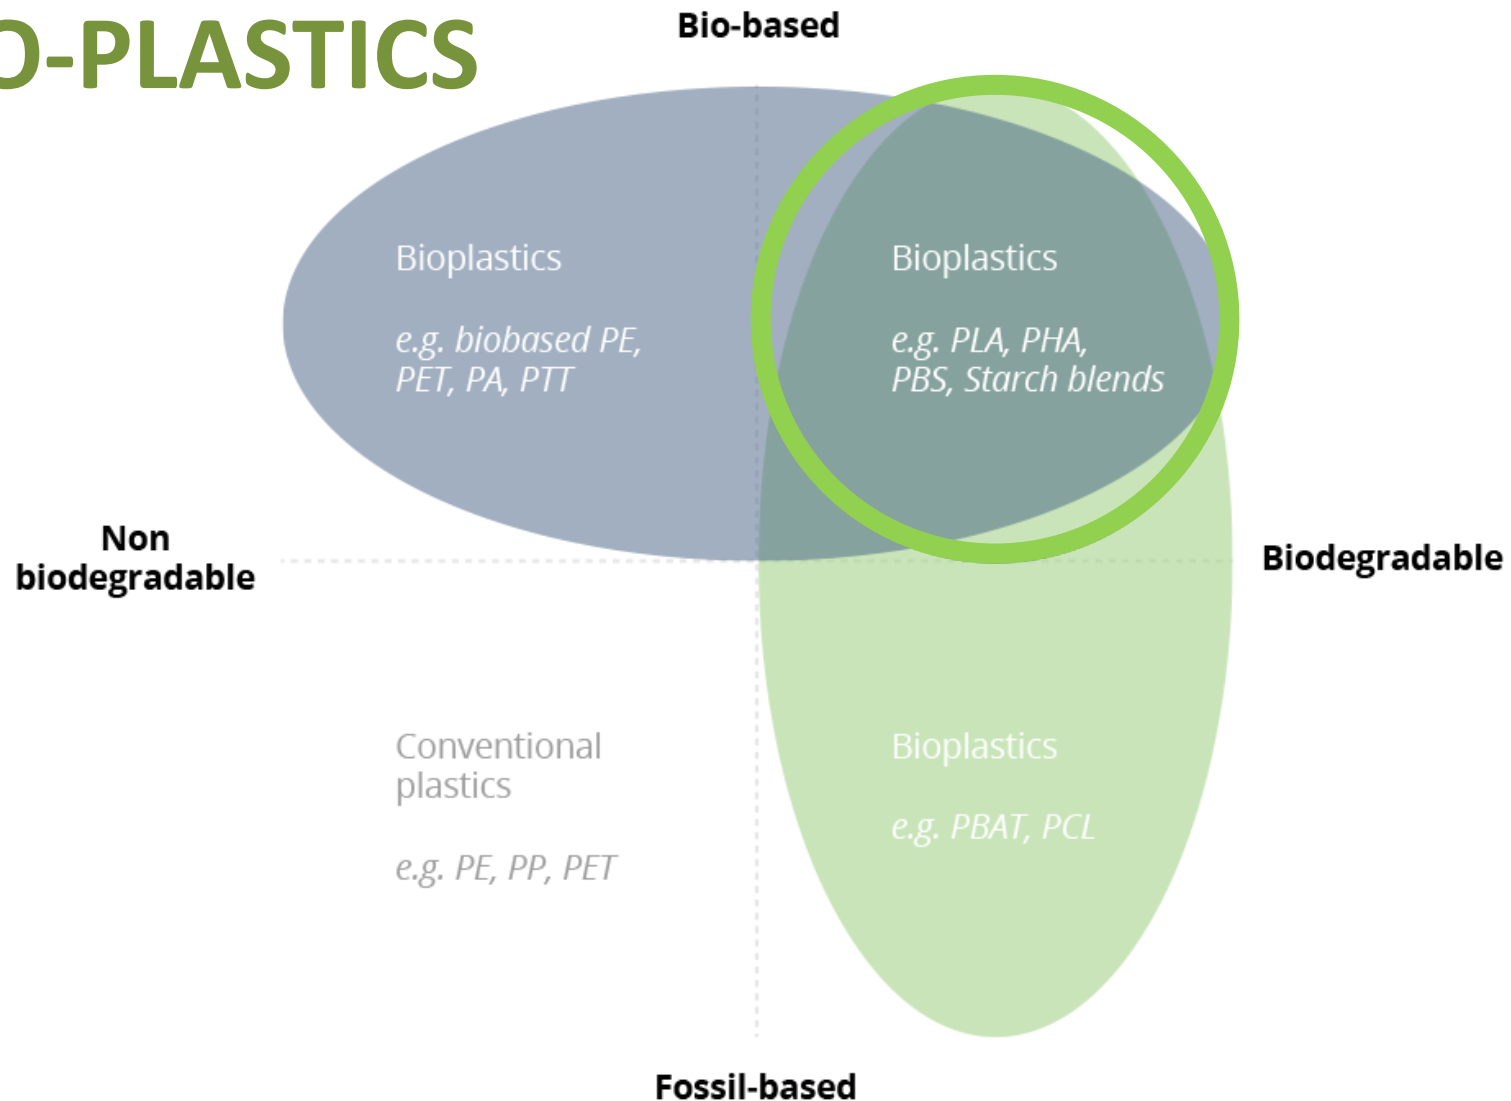 O-PLASTICS
Bio-based
Bioplastics
e.g. biobased PE,
PET, PA, PTT
Bioplastics
e.g. PLA, PHA,
PBS, Starch blends
Non
biodegradable
Biodegradable
Conventional
plastics
e.g. PE, PP, PET
Bioplastics
e.g. PBAT, PCL
Fossil-based